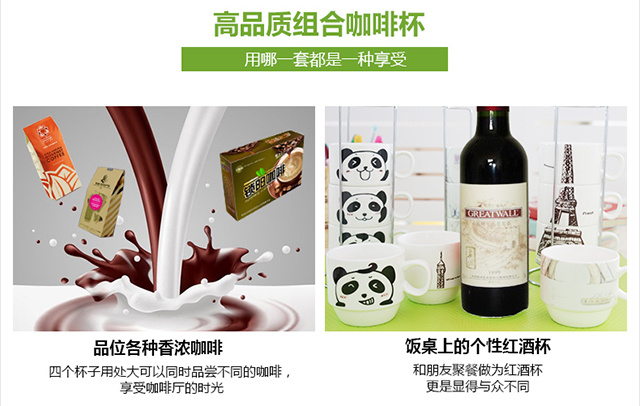 高品质组合咖啡杯
用哪一套都是一种享受
咖啡
GREATWALL
品位各种香浓咖啡
四个杯子用处大可以同时品尝不同的咖啡，
享受咖啡厅的时光
饭桌上的个性红酒杯
和朋友聚餐做为红酒杯
更是显得与众不同